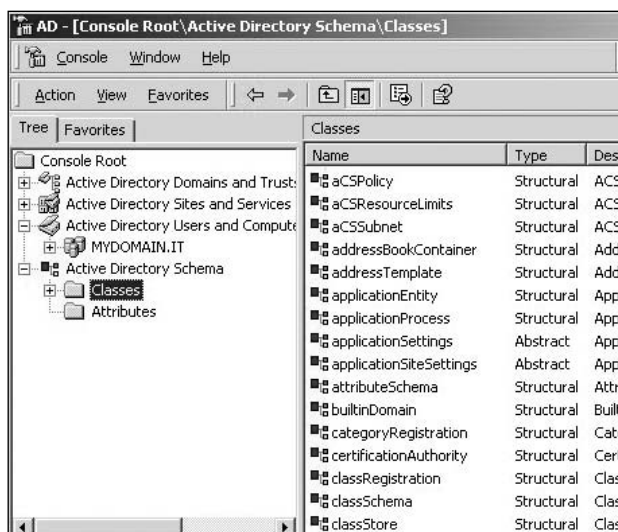 AD - [Console Root\Active Directory Schema\Classes]
Console Window Help
Action View Favorites
Tree Favorites
Console Root
Active Directory Domains and Trust
Active Directory Sites and Services
Active Directory Users and Compute
MYDOMAIN.IT
Active Directory Schema
Classes
Attributes
Classes
Name Type Des
aCSPolicy Structural ACS
aCSResourceLimits Structural ACS
aCSSubnet Structural ACS
addressBookContainer Structural Add
addressTemplate Structural Add
applicationEntity Structural App
applicationProcess Structural App
applicationSettings Abstract App
applicationSiteSettings Abstract App
attributeSchema Structural Attr
builtinDomain Structural Buil
categoryRegistration Structural Cat
certificationAuthority Structural Cer
classRegistration Structural Clas
classSchema Structural Clas
classStore Structural Clas